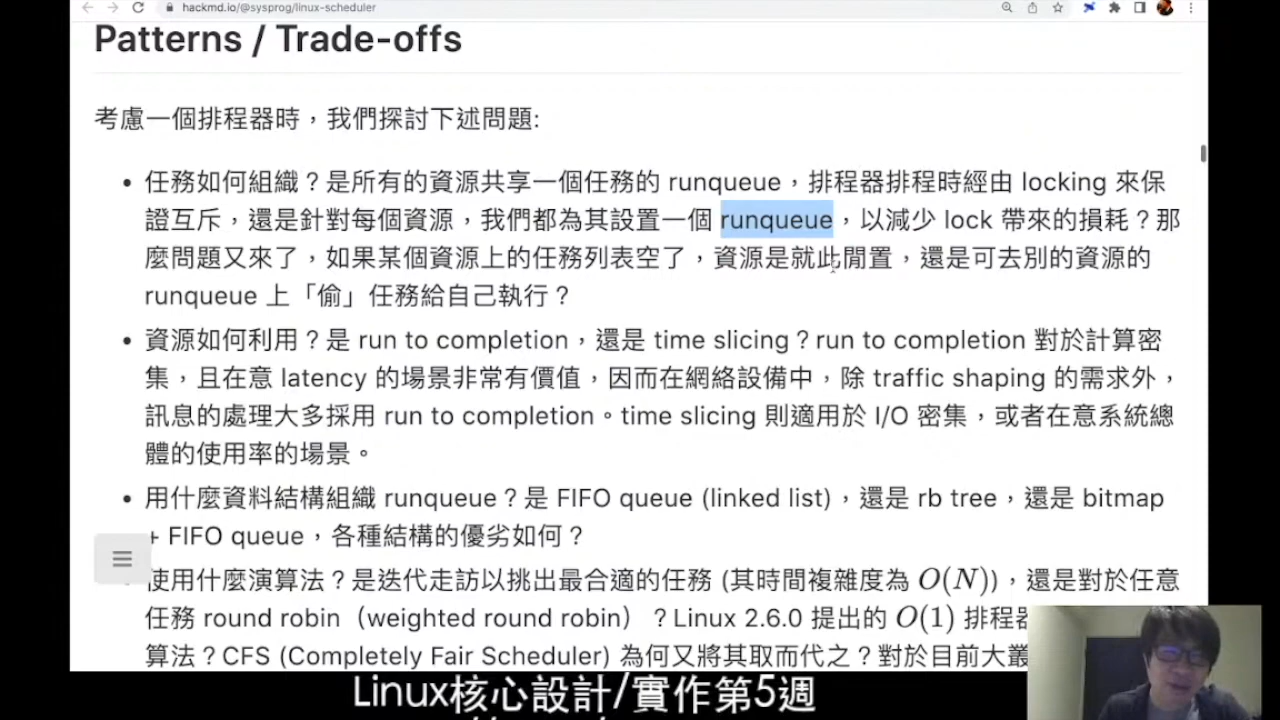 hackmd.io/@sysprog/linux-scheduler
Patterns / Trade-offs
考慮一個排程器時，我們探討下述問題:
• 任務如何組織？是所有的資源共享一個任務的 runqueue，排程器排程時經由 locking 來保
證互斥，還是針對每個資源，我們都為其設置一個 runqueue，以減少 lock 帶來的損耗？那
麼問題又來了，如果某個資源上的任務列表空了，資源是就此閒置，還是可去別的資源的
runqueue 上「偷」任務給自己執行？
• 資源如何利用？是 run to completion，還是 time slicing？run to completion 對於計算密
集，且在意 latency 的場景非常有價值，因而在網絡設備中，除 traffic shaping 的需求外，
訊息的處理大多採用 run to completion。time slicing 則適用於 I/O 密集，或者在意系統總
體的使用率的場景。
• 用什麼資料結構組織 runqueue？是 FIFO queue (linked list)，還是 rb tree，還是 bitmap
+ FIFO queue，各種結構的優劣如何？
使用什麼演算法？是迭代走訪以挑出最合適的任務 (其時間複雜度為 O(N))，還是對於任意
任務 round robin（weighted round robin）？Linux 2.6.0 提出的 O(1) 排程器
算法？CFS (Completely Fair Scheduler) 為何又將其取而代之？對於目前大叢
Linux核心設計/實作第5週